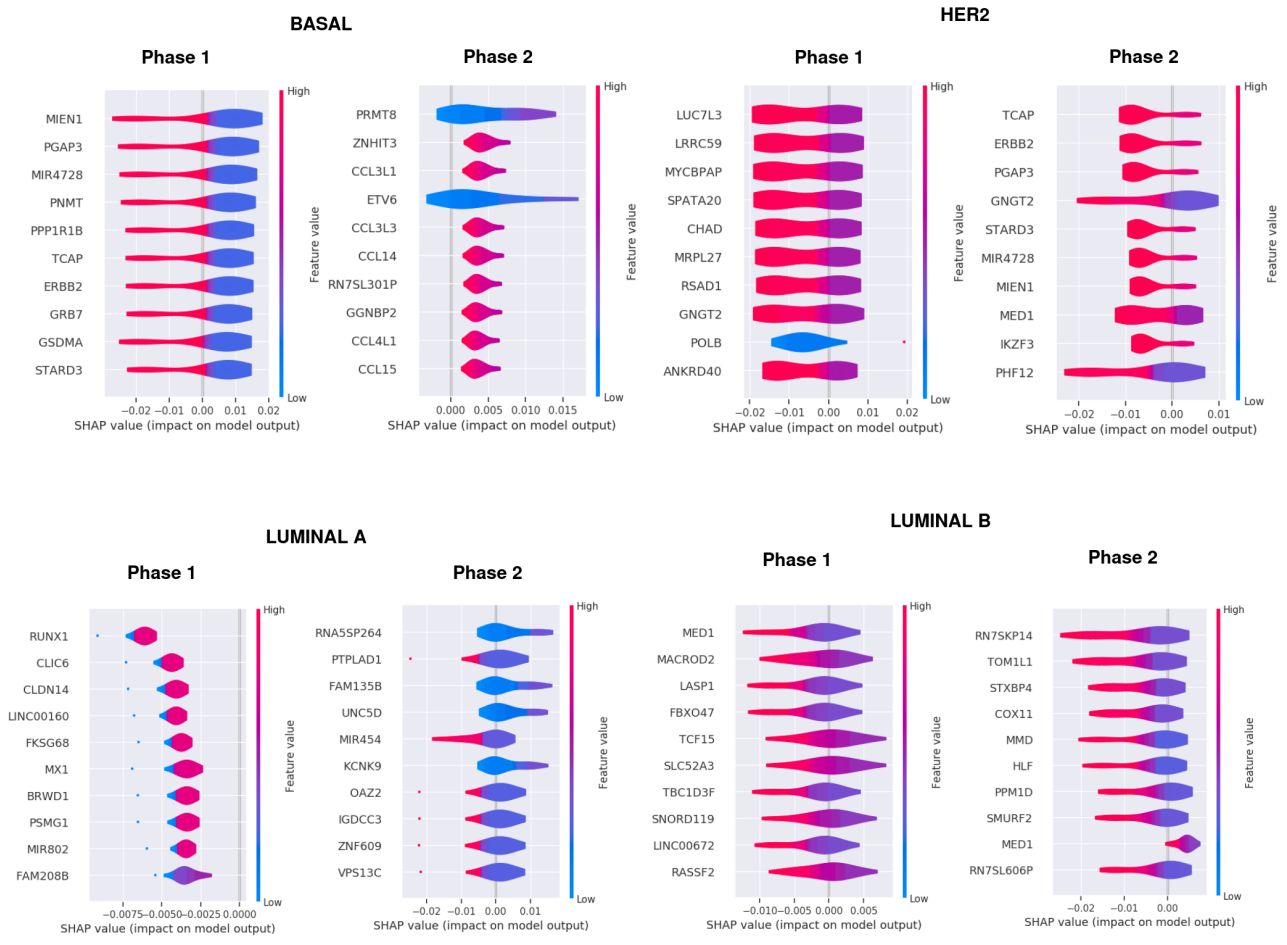 BASAL
Phase 1
High
MIEN1
PGAP3
MIR4728
PNMT
PPP1R1B
TCAP
ERBB2
GRB7
GSDMA
STARD3
Feature value
Low
−0.02 −0.01 0.00 0.01 0.02
SHAP value (impact on model output)
Phase 2
High
PRMT8
ZNHIT3
CCL3L1
ETV6
CCL3L3
CCL14
RN7SL301P
GGNBP2
CCL4L1
CCL15
Feature value
Low
0.000 0.005 0.010 0.015
SHAP value (impact on model output)
HER2
Phase 1
High
LUC7L3
LRRC59
MYCBPAP
SPATA20
CHAD
MRPL27
RSAD1
GNGT2
POLB
ANKRD40
Feature value
Low
−0.02 −0.01 0.00 0.01 0.02
SHAP value (impact on model output)
Phase 2
High
TCAP
ERBB2
PGAP3
GNGT2
STARD3
MIR4728
MIEN1
MED1
IKZF3
PHF12
Feature value
Low
−0.02 −0.01 0.00 0.01
SHAP value (impact on model output)
LUMINAL A
Phase 1
High
RUNX1
CLIC6
CLDN14
LINC00160
FKSG68
MX1
BRWD1
PSMG1
MIR802
FAM208B
Feature value
Low
−0.0075 −0.0050 −0.0025 0.0000
SHAP value (impact on model output)
Phase 2
High
RNA5SP264
PTPLAD1
FAM135B
UNC5D
MIR454
KCNK9
OAZ2
IGDCC3
ZNF609
VPS13C
Feature value
Low
−0.02 −0.01 0.00 0.01
SHAP value (impact on model output)
LUMINAL B
Phase 1
High
MED1
MACROD2
LASP1
FBXO47
TCF15
SLC52A3
TBC1D3F
SNORD119
LINC00672
RASSF2
Feature value
Low
−0.010 −0.005 0.000 0.005
SHAP value (impact on model output)
Phase 2
High
RN7SKP14
TOM1L1
STXBP4
COX11
MMD
HLF
PPM1D
SMURF2
MED1
RN7SL606P
Feature value
Low
−0.02 −0.01 0.00
SHAP value (impact on model output)